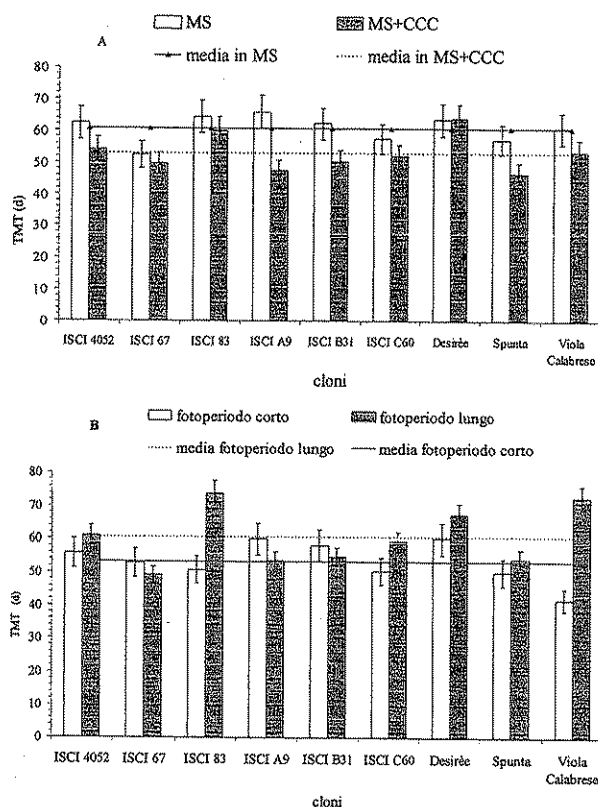 MS MS+CCC
A
media in MS media in MS+CCC
80
70
60
50
40
30
20
10
0
TMT (d)
ISCI 4052 ISCI 67 ISCI 83 ISCI A9 ISCI B31 ISCI C60 Desirèe Spunta Viola
Calabrese
cloni
B
fotoperiodo corto fotoperiodo lungo
media fotoperiodo lungo media fotoperiodo corto
80
70
60
50
40
30
20
10
0
TMT (d)
ISCI 4052 ISCI 67 ISCI 83 ISCI A9 ISCI B31 ISCI C60 Desirèe Spunta Viola
Calabrese
cloni